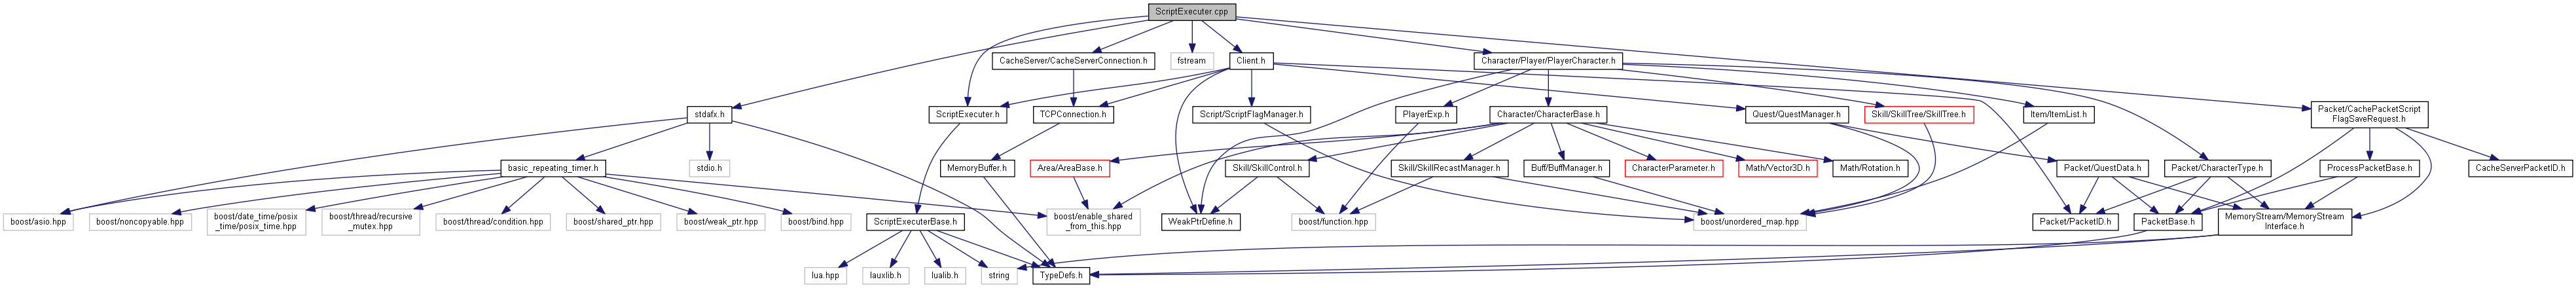 ScriptExecuter.cpp
CacheServer/CacheServerConnection.h
fstream
Client.h
Character/Player/PlayerCharacter.h
stdafx.h
ScriptExecuter.h
TCPConnection.h
Script/ScriptFlagManager.h
PlayerExp.h
Character/CharacterBase.h
Quest/QuestManager.h
Skill/SkillTree/SkillTree.h
Item/ItemList.h
Packet/CachePacketScript
FlagSaveRequest.h
basic_repeating_timer.h
stdio.h
MemoryBuffer.h
Area/AreaBase.h
Skill/SkillControl.h
Skill/SkillRecastManager.h
Buff/BuffManager.h
CharacterParameter.h
Math/Vector3D.h
Math/Rotation.h
Packet/QuestData.h
Packet/CharacterType.h
ProcessPacketBase.h
CacheServerPacketID.h
boost/asio.hpp
boost/noncopyable.hpp
boost/date_time/posix
_time/posix_time.hpp
boost/thread/recursive
_mutex.hpp
boost/thread/condition.hpp
boost/shared_ptr.hpp
boost/weak_ptr.hpp
boost/bind.hpp
ScriptExecuterBase.h
boost/enable_shared
_from_this.hpp
WeakPtrDefine.h
boost/function.hpp
boost/unordered_map.hpp
Packet/PacketID.h
PacketBase.h
MemoryStream/MemoryStream
Interface.h
lua.hpp
lauxlib.h
lualib.h
string
TypeDefs.h